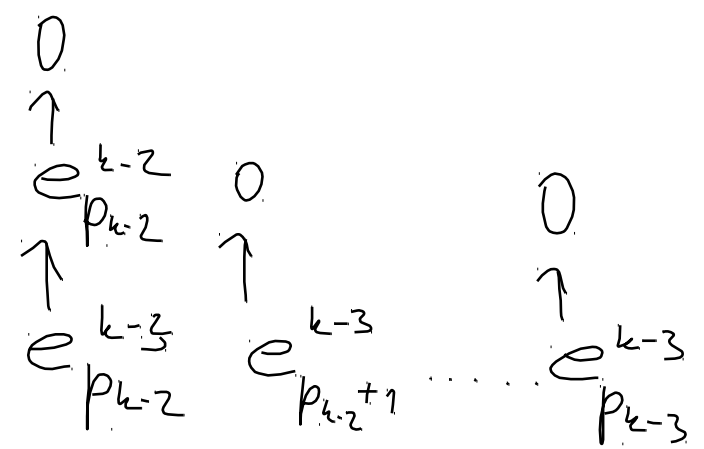 0
↑
e^{k-2}_{p_{k-2}} 0 0
↑ ↑ ↑
e^{k-3}_{p_{k-2}} e^{k-3}_{p_{k-2}+1} ..... e^{k-3}_{p_{k-3}}